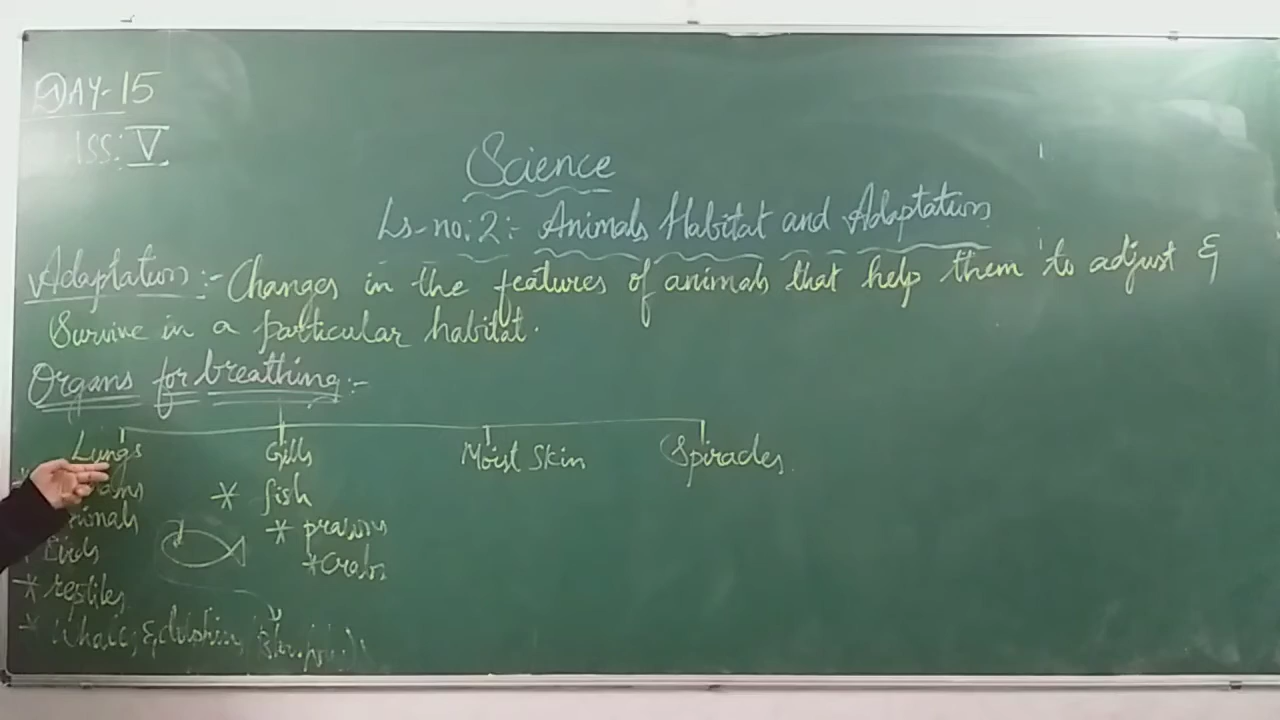 DAY-15
ISS: V
Science
Ls-no:2:- Animals Habitat and Adaptation
Adaptation:- Changes in the features of animals that help them to adjust &
Survive in a particular habitat.
Organs for breathing:-
Lungs Gills Moist Skin Spiracles
* fish
* prawns
birds * Crabs
* reptiles
* Whale, & dolphin